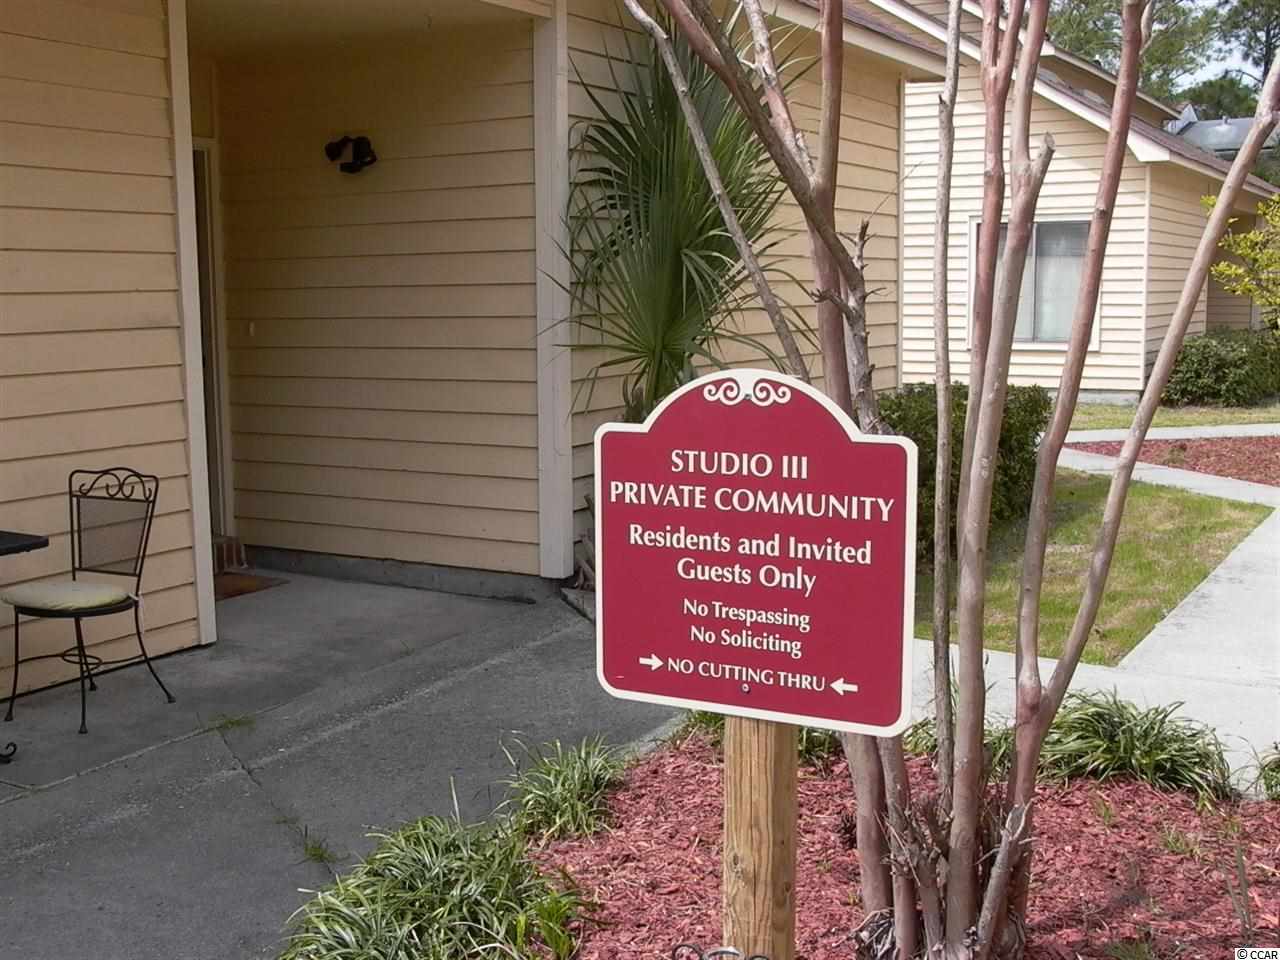 STUDIO III
PRIVATE COMMUNITY
Residents and Invited
Guests Only
No Trespassing
No Soliciting
NO CUTTING THRU
© CCAR